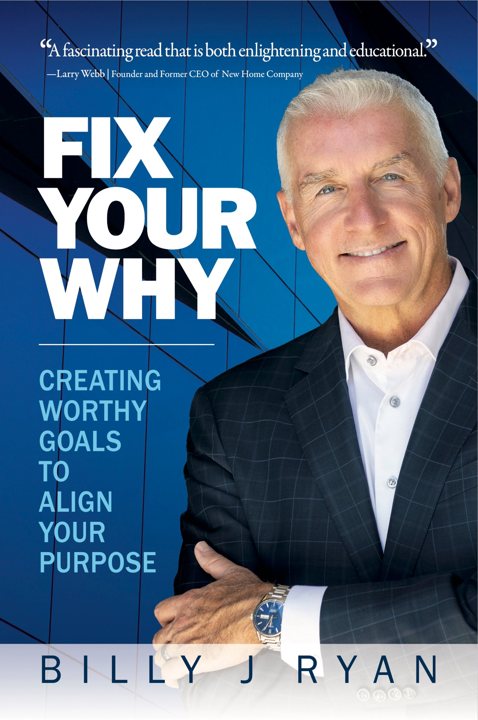 “A fascinating read that is both enlightening and educational.”
—Larry Webb | Founder and Former CEO of New Home Company
FIX
YOUR
WHY
CREATING
WORTHY
GOALS
TO
ALIGN
YOUR
PURPOSE
BILLY J RYAN